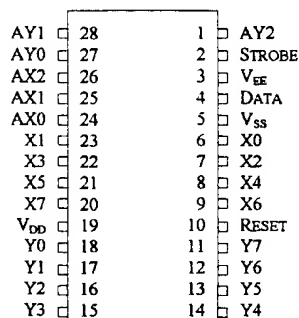 AY1 28 1 AY2
AY0 27 2 STROBE
AX2 26 3 VEE
AX1 25 4 DATA
AX0 24 5 VSS
X1 23 6 X0
X3 22 7 X2
X5 21 8 X4
X7 20 9 X6
VDD 19 10 RESET
Y0 18 11 Y7
Y1 17 12 Y6
Y2 16 13 Y5
Y3 15 14 Y4